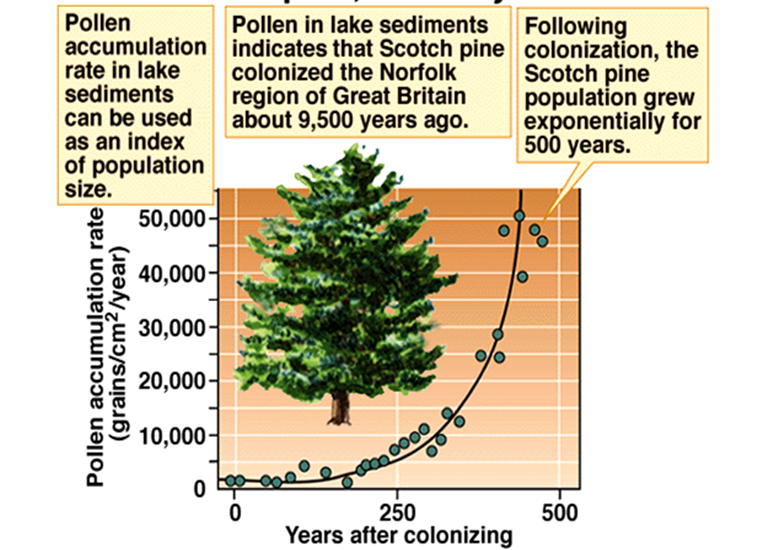 Pollen
accumulation
rate in lake
sediments
can be used
as an index
of population
size.
Pollen in lake sediments
indicates that Scotch pine
colonized the Norfolk
region of Great Britain
about 9,500 years ago.
Following
colonization, the
Scotch pine
population grew
exponentially for
500 years.
Pollen accumulation rate
(grains/cm²/year)
50,000
40,000
30,000
20,000
10,000
0
0 250 500
Years after colonizing